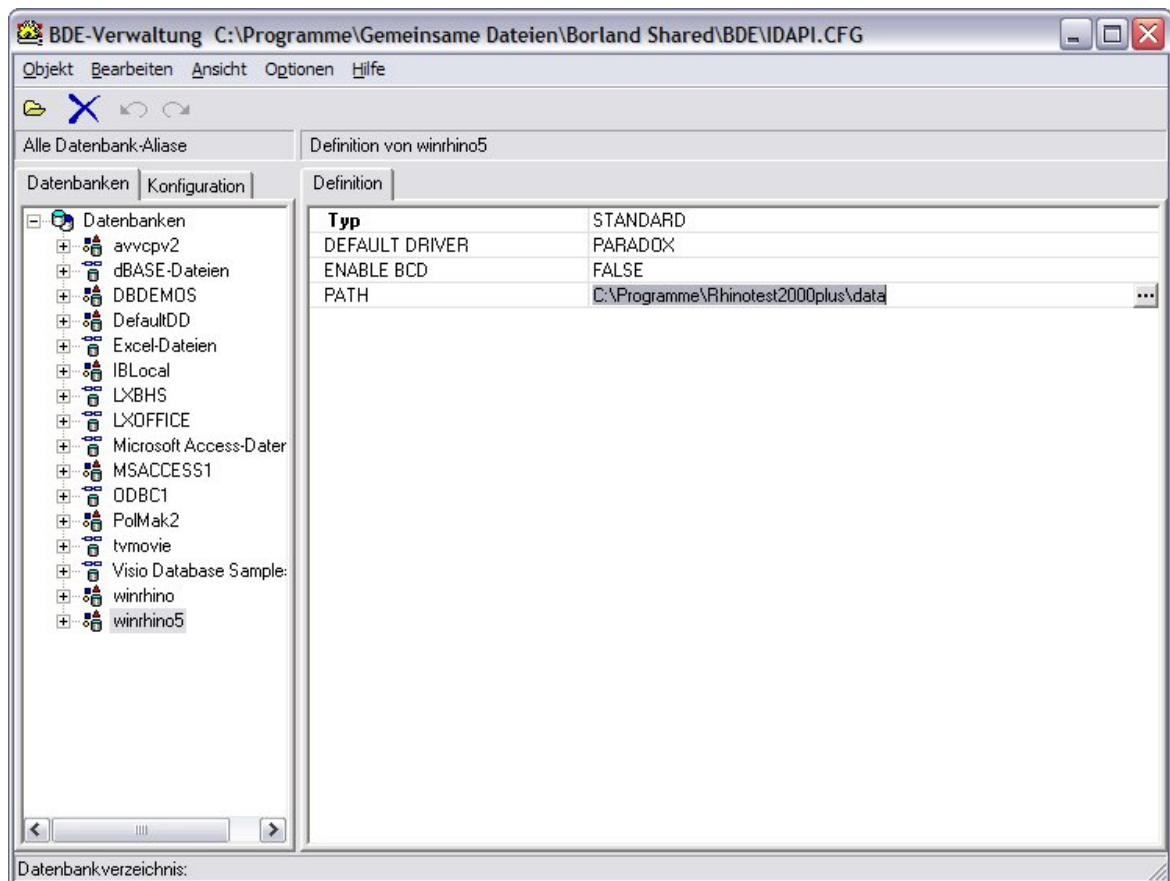 BDE-Verwaltung C:\Programme\Gemeinsame Dateien\Borland Shared\BDE\IDAPI.CFG
Objekt Bearbeiten Ansicht Optionen Hilfe
Alle Datenbank-Aliase
Definition von winrhino5
Datenbanken Konfiguration
Definition
Datenbanken
avvcpv2
dBASE-Dateien
DBDEMOS
DefaultDD
Excel-Dateien
IBLocal
LXBHS
LXOFFICE
Microsoft Access-Daten
MSACCESS1
ODBC1
PolMak2
tvmovie
Visio Database Samples
winrhino
winrhino5
Typ STANDARD
DEFAULT DRIVER PARADOX
ENABLE BCD FALSE
PATH C:\Programme\Rhinotest2000plus\data
Datenbankverzeichnis: